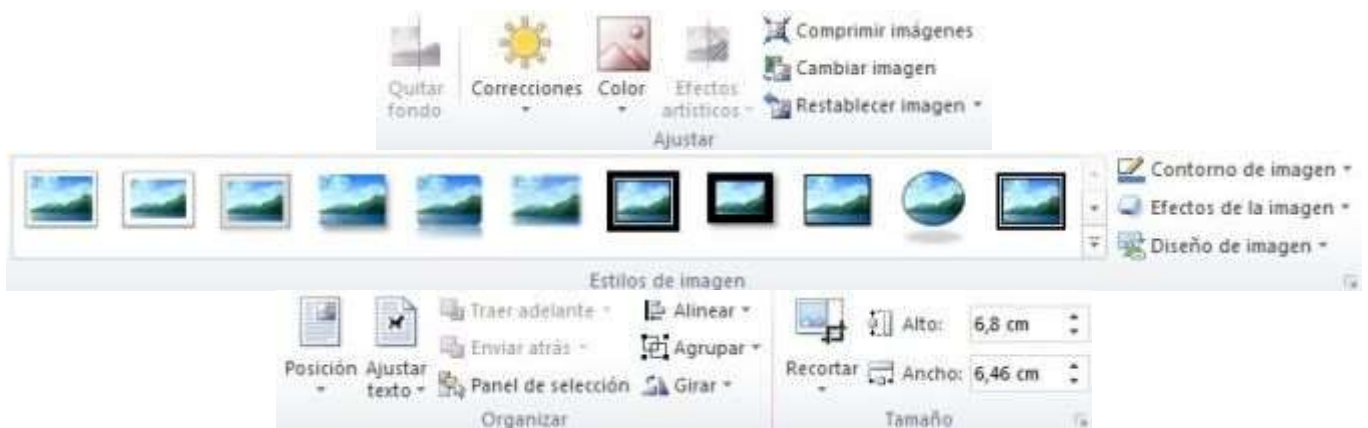 Quitar fondo
Correcciones
Color
Efectos artísticos
Comprimir imágenes
Cambiar imagen
Restablecer imagen
Ajustar
Contorno de imagen
Efectos de la imagen
Diseño de imagen
Estilos de imagen
Posición
Ajustar texto
Traer adelante
Enviar atrás
Panel de selección
Alinear
Agrupar
Girar
Organizar
Recortar
Alto: 6,8 cm
Ancho: 6,46 cm
Tamaño